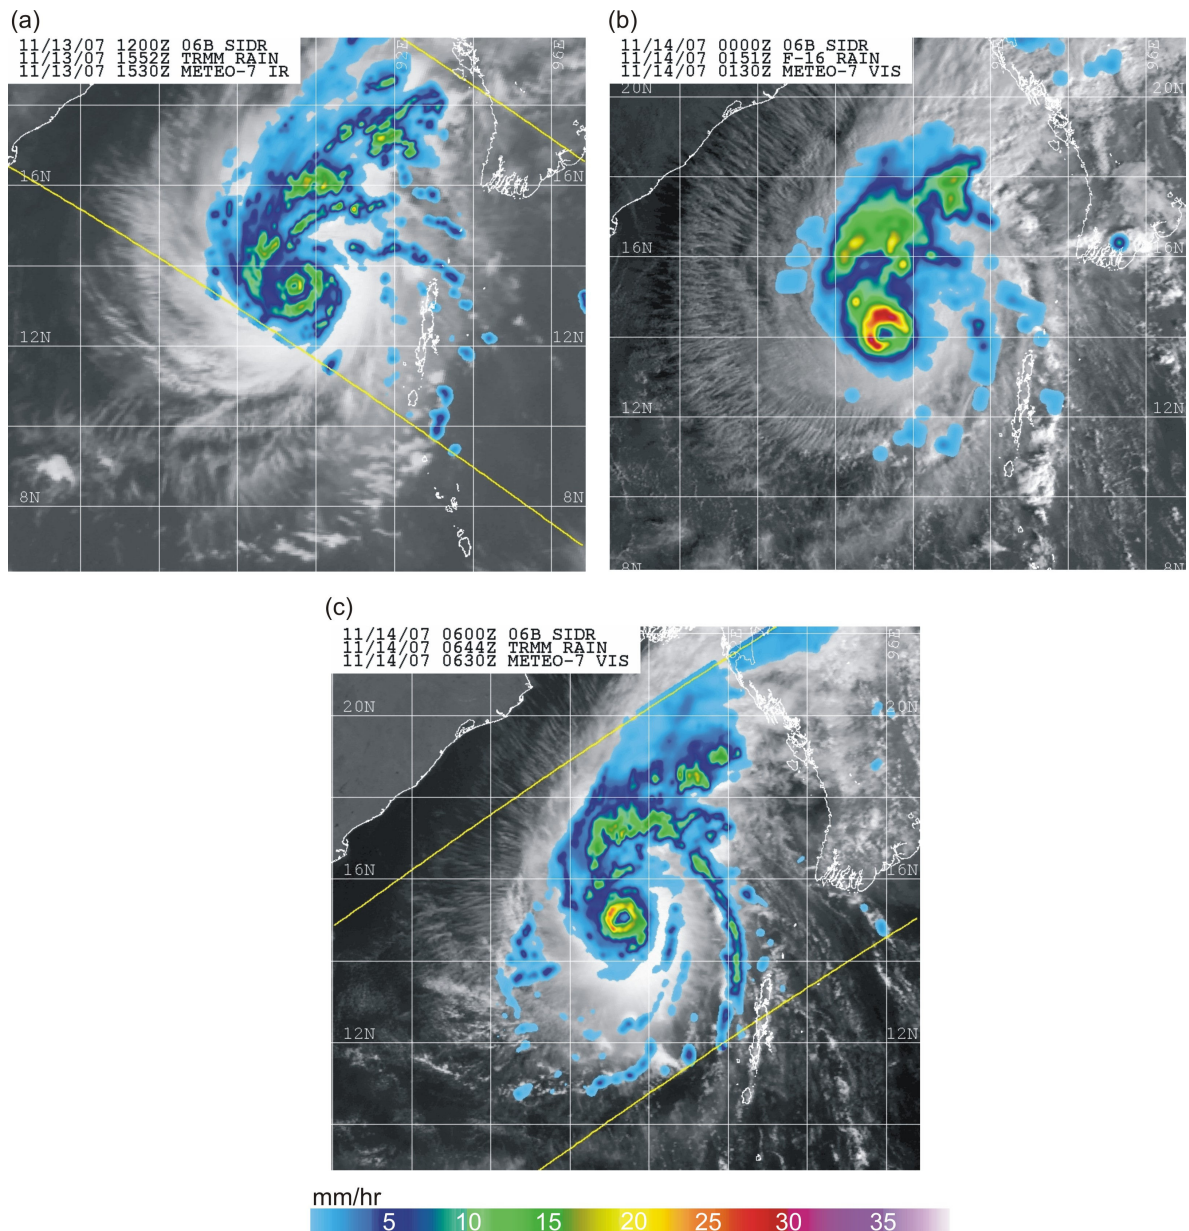 (a)
11/13/07 1200Z 06B SIDR
11/13/07 1552Z TRMM RAIN
11/13/07 1530Z METEO-7 IR
92E
96E
16N
12N
8N
(b)
11/14/07 0000Z 06B SIDR
11/14/07 0151Z F-16 RAIN
11/14/07 0130Z METEO-7 VIS
96E
20N
20N
16N
16N
12N
12N
8N
8N
(c)
11/14/07 0600Z 06B SIDR
11/14/07 0644Z TRMM RAIN
11/14/07 0630Z METEO-7 VIS
96E
20N
20N
16N
16N
12N
12N
mm/hr
5 10 15 20 25 30 35